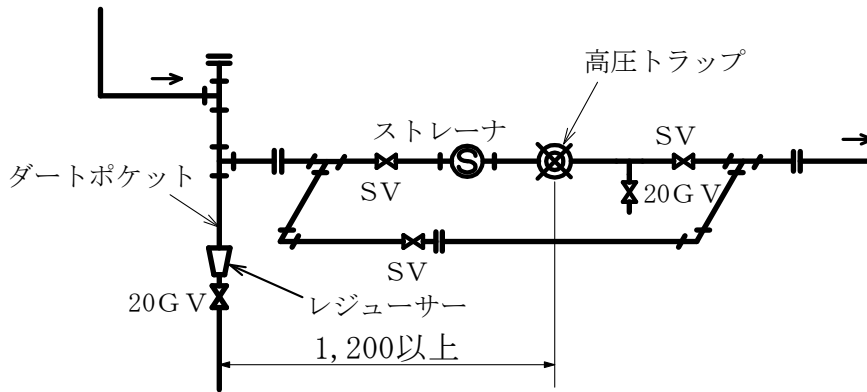 高圧トラップ
ストレーナ
SV
S
ダートポケット
SV
20GV
SV
20GV
レジューサー
1,200以上